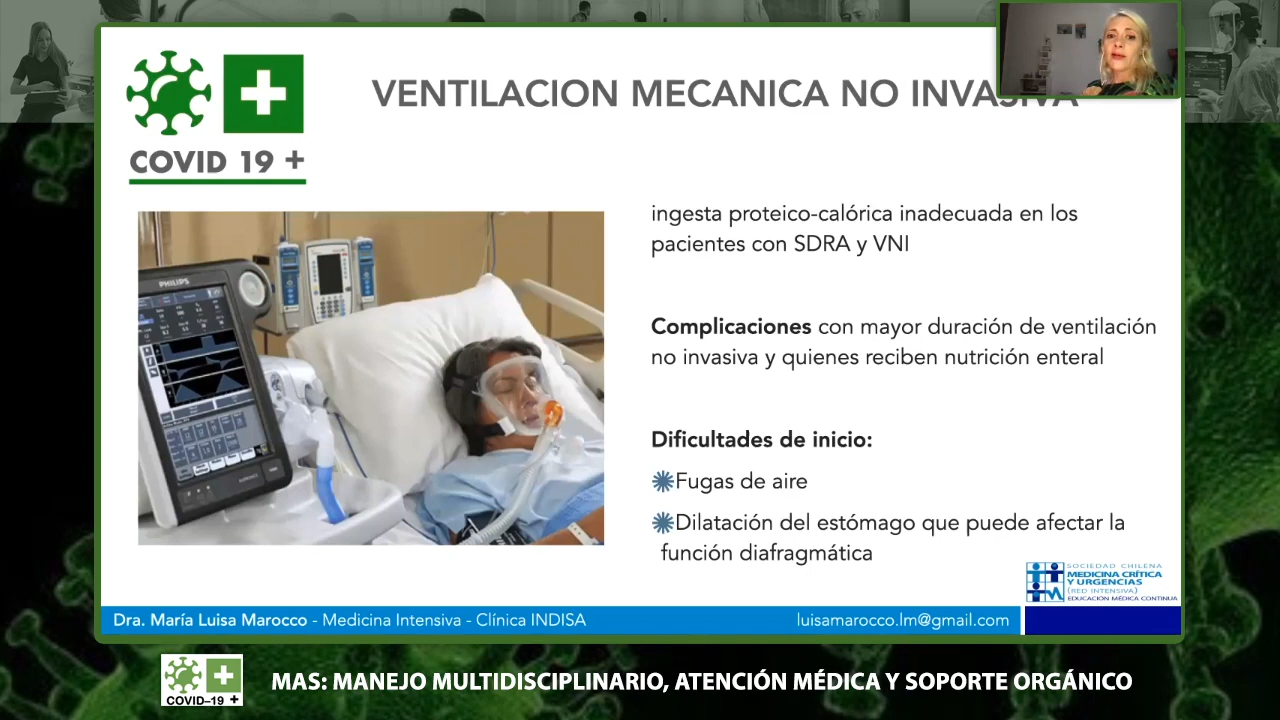 VENTILACION MECANICA NO INVASIVA
COVID 19 +
ingesta proteico-calórica inadecuada en los
pacientes con SDRA y VNI
Complicaciones con mayor duración de ventilación
no invasiva y quienes reciben nutrición enteral
Dificultades de inicio:
Fugas de aire
Dilatación del estómago que puede afectar la
función diafragmática
PHILIPS
SOCIEDAD CHILENA
MEDICINA CRÍTICA
Y URGENCIAS
(RED INTENSIVA)
EDUCACIÓN MÉDICA CONTINUA
Dra. María Luisa Marocco - Medicina Intensiva - Clínica INDISA
luisamarocco.lm@gmail.com
COVID-19 +
MAS: MANEJO MULTIDISCIPLINARIO, ATENCIÓN MÉDICA Y SOPORTE ORGÁNICO